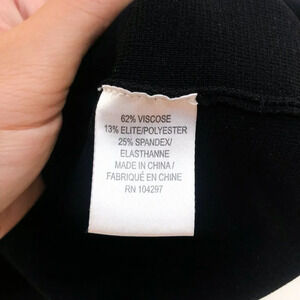 62% VISCOSE
13% ELITE/POLYESTER
25% SPANDEX/
ELASTHANNE
MADE IN CHINA/
FABRIQUÉ EN CHINE
RN 104297